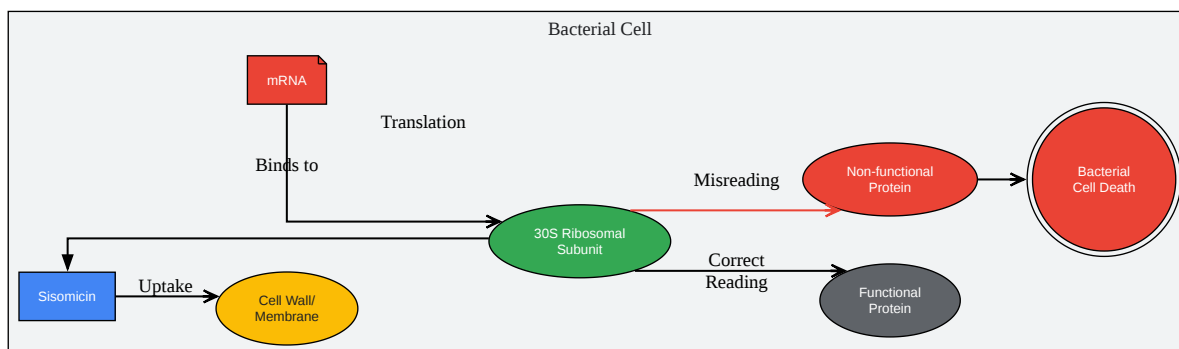 Bacterial Cell
mRNA
Translation
Binds to
Misreading
Non-functional
Protein
Bacterial
Cell Death
30S Ribosomal
Subunit
Correct
Reading
Sisomicin
Uptake
Cell Wall/
Membrane
Functional
Protein